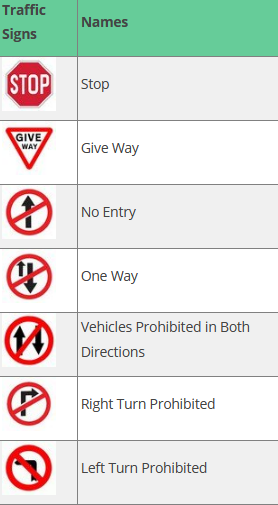 Traffic
Signs
Names
STOP
Stop
GIVE
WAY
Give Way
No Entry
One Way
Vehicles Prohibited in Both
Directions
Right Turn Prohibited
Left Turn Prohibited